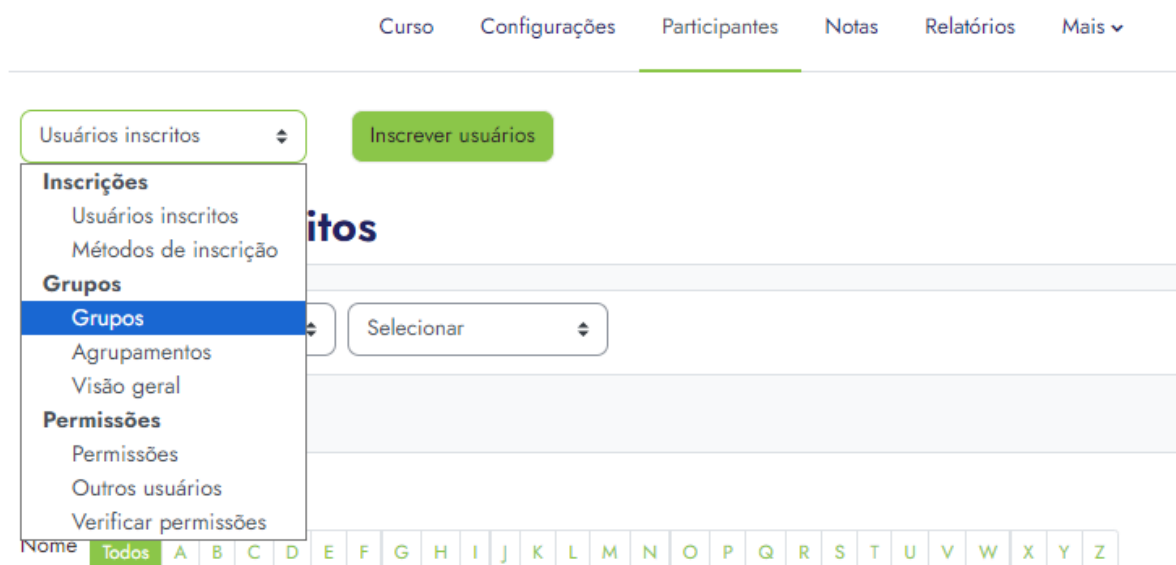 Curso Configurações Participantes Notas Relatórios Mais
Usuários inscritos Inscrever usuários
Inscrições
Usuários inscritos
Métodos de inscrição
itos
Grupos
Grupos
Selecionar
Agrupamentos
Visão geral
Permissões
Permissões
Outros usuários
Verificar permissões
Nome Todos A B C D E F G H I J K L M N O P Q R S T U V W X Y Z